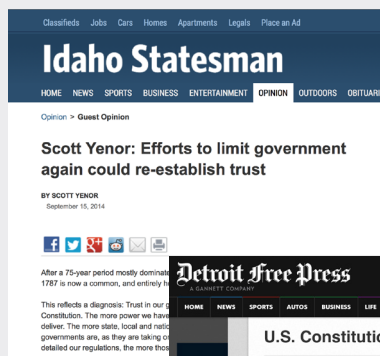 Classifieds Jobs Cars Homes Apartments Legals Place an Ad
Idaho Statesman
HOME NEWS SPORTS BUSINESS ENTERTAINMENT OPINION OUTDOORS OBITUARI
Opinion > Guest Opinion
Scott Yenor: Efforts to limit government
again could re-establish trust
BY SCOTT YENOR
September 15, 2014
After a 75-year period mostly dominate
1787 is now a common, and entirely h
This reflects a diagnosis: Trust in our g
Constitution. The more power we have
deliver. The more state, local and natio
governments are, as they are taking on
detailed our regulations, the more thos
Detroit Free Press
A GANNETT COMPANY
HOME NEWS SPORTS AUTOS BUSINESS LIFE
U.S. Constitutio